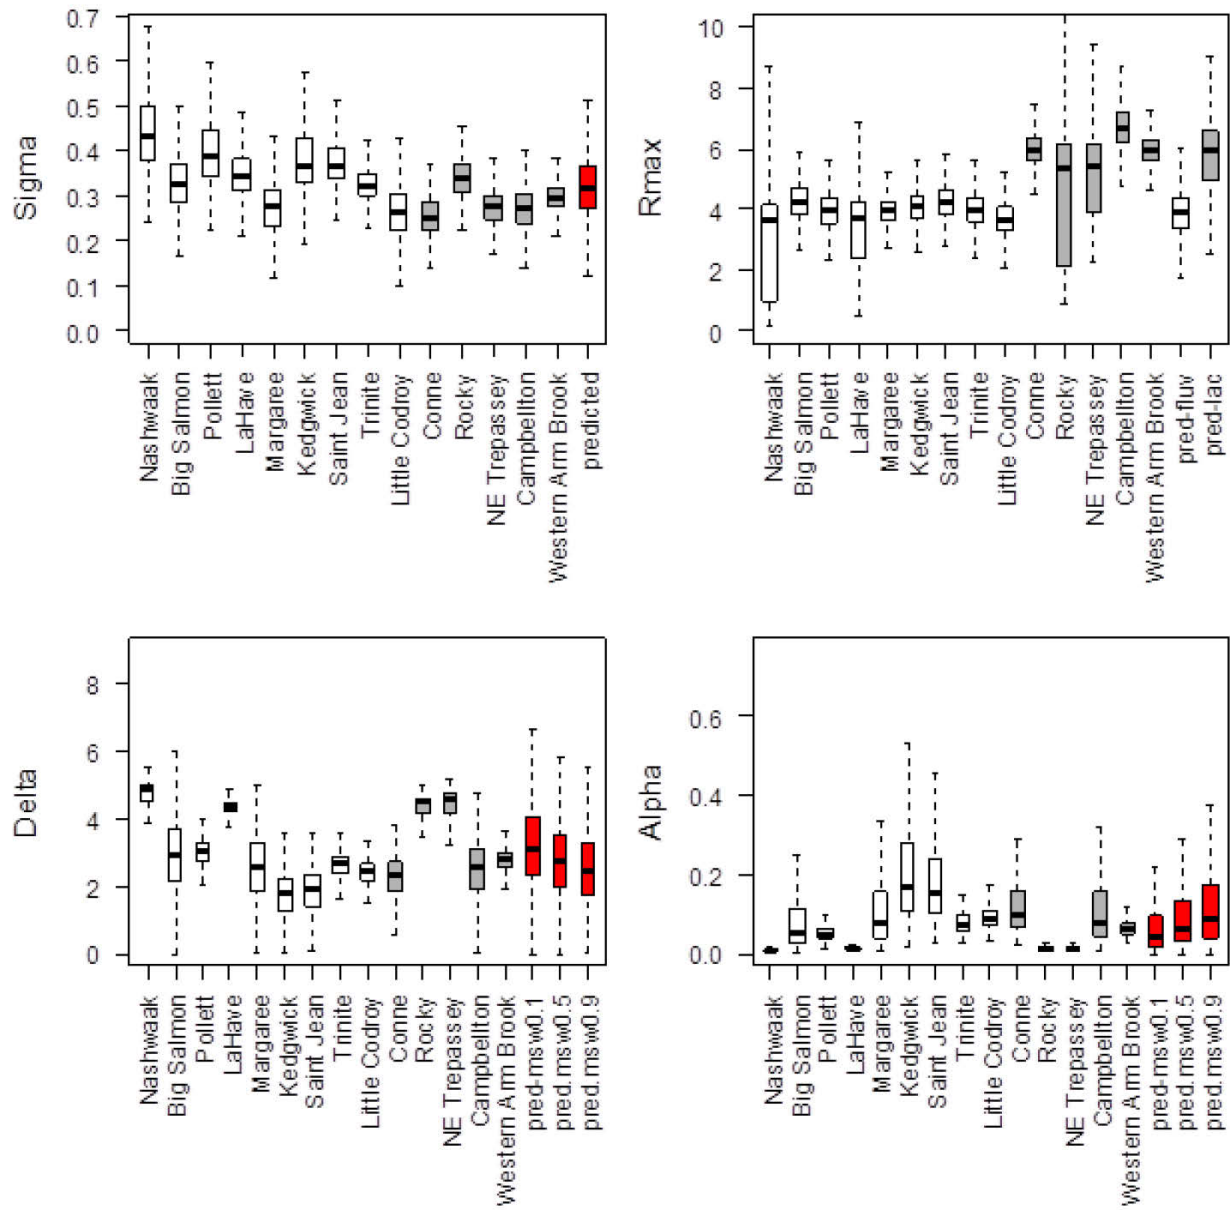 Sigma
0.7
0.6
0.5
0.4
0.3
0.2
0.1
0.0
Nashwaak
Big Salmon
Pollett
LaHave
Margaree
Kedgwick
Saint Jean
Trinite
Little Codroy
Conne
Rocky
NE Trepassey
Campbellton
Western Arm Brook
predicted
Rmax
10
8
6
4
2
0
Nashwaak
Big Salmon
Pollett
LaHave
Margaree
Kedgwick
Saint Jean
Trinite
Little Codroy
Conne
Rocky
NE Trepassey
Campbellton
Western Arm Brook
pred-fluv
pred-lac
Delta
8
6
4
2
0
Nashwaak
Big Salmon
Pollett
LaHave
Margaree
Kedgwick
Saint Jean
Trinite
Little Codroy
Conne
Rocky
NE Trepassey
Campbellton
Western Arm Brook
pred-msw0.1
pred.msw0.5
pred.msw0.9
Alpha
0.6
0.4
0.2
0.0
Nashwaak
Big Salmon
Pollett
LaHave
Margaree
Kedgwick
Saint Jean
Trinite
Little Codroy
Conne
Rocky
NE Trepassey
Campbellton
Western Arm Brook
pred-msw0.1
pred.msw0.5
pred.msw0.9